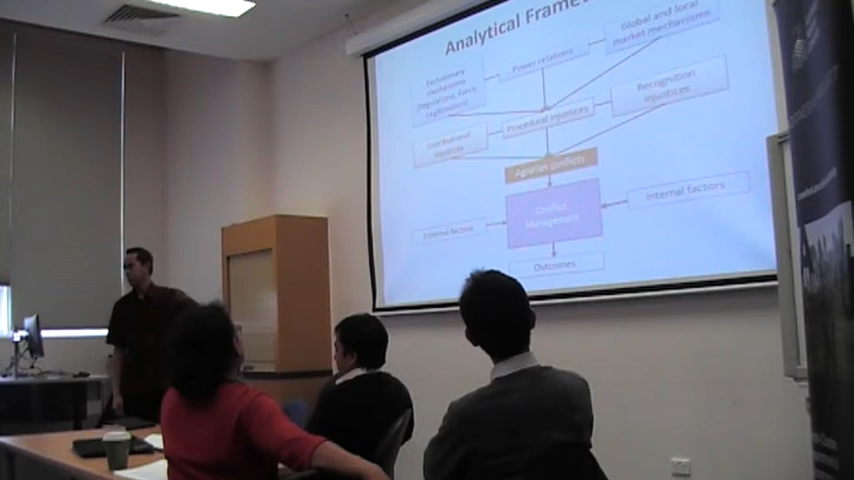 Analytical Frame
Global and local
market mechanisms
Power relations
Exclusionary
mechanisms
(Regulations, Force,
Legitimation)
Recognition
injustices
Procedural injustices
Distributional
injustices
Agrarian conflicts
Internal factors
Conflict
Management
External factors
Outcomes